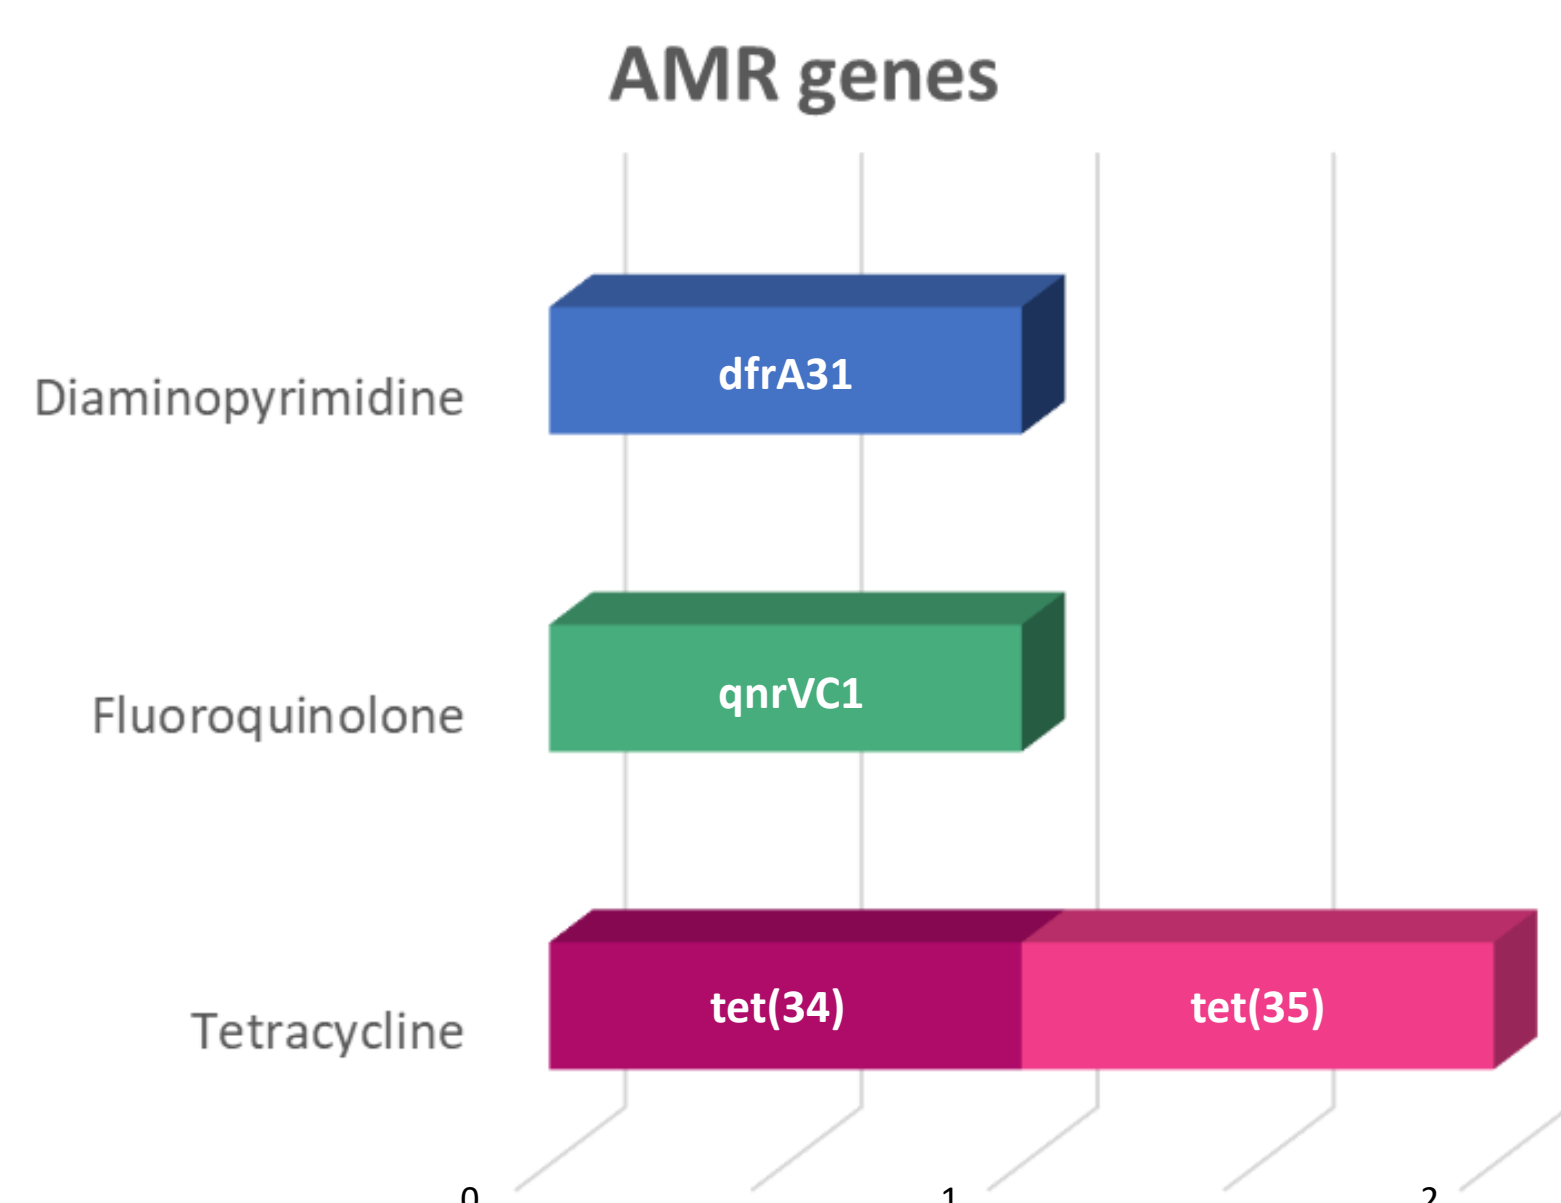 AMR genes
Diaminopyrimidine
dfrA31
Fluoroquinolone
qnrVC1
Tetracycline
tet(34)
tet(35)
0
1
2